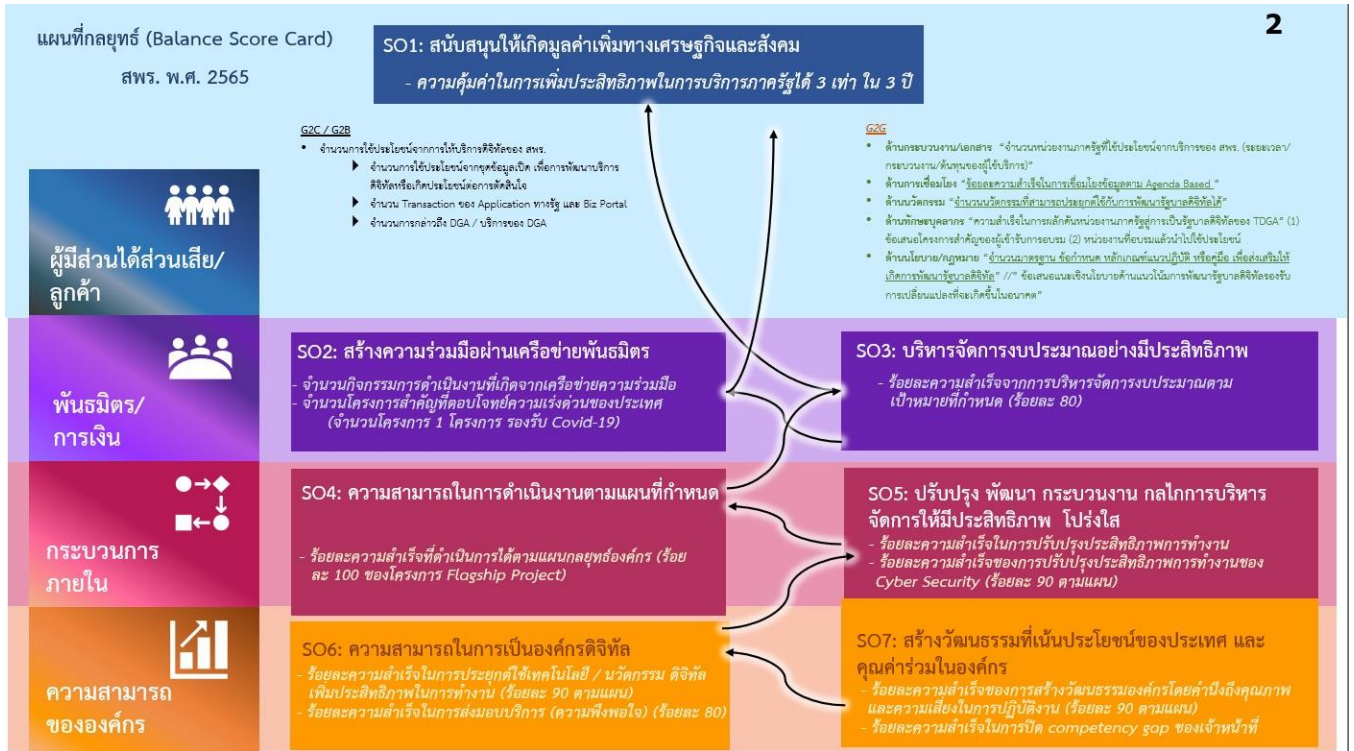 แผนที่กลยุทธ์ (Balance Score Card)
สพร. พ.ศ. 2565
2
SO1: สนับสนุนให้เกิดมูลค่าเพิ่มทางเศรษฐกิจและสังคม
- ความคุ้มค่าในการเพิ่มประสิทธิภาพในการบริการภาครัฐได้ 3 เท่า ใน 3 ปี
G2C / G2B
• จำนวนการใช้ประโยชน์จากการให้บริการดิจิทัลของ สพร.
จำนวนการใช้ประโยชน์จากชุดข้อมูลเปิด เพื่อการพัฒนาบริการ
ดิจิทัลหรือเกิดประโยชน์ต่อการตัดสินใจ
จำนวน Transaction ของ Application ทางรัฐ และ Biz Portal
จำนวนการกล่าวถึง DGA / บริการของ DGA
G2G
• ด้านกระบวนงาน/เอกสาร "จำนวนหน่วยงานภาครัฐที่ใช้ประโยชน์จากบริการของ สพร. (ระยะเวลา/
กระบวนงาน/ต้นทุนของผู้ใช้บริการ)"
• ด้านการเชื่อมโยง "ร้อยละความสำเร็จในการเชื่อมโยงข้อมูลตาม Agenda Based "
• ด้านนวัตกรรม "จำนวนนวัตกรรมที่สามารถประยุกต์ใช้กับการพัฒนารัฐบาลดิจิทัลได้"
• ด้านทักษะบุคลากร "ความสำเร็จในการผลักดันหน่วยงานภาครัฐสู่การเป็นรัฐบาลดิจิทัลของ TDGA" (1)
ข้อเสนอโครงการสำคัญของผู้เข้ารับการอบรม (2) หน่วยงานที่อบรมแล้วนำไปใช้ประโยชน์
• ด้านนโยบาย/กฎหมาย "จำนวนมาตรฐาน ข้อกำหนด หลักเกณฑ์แนวปฏิบัติ หรือคู่มือ เพื่อส่งเสริมให้
เกิดการพัฒนารัฐบาลดิจิทัล" //" ข้อเสนอแนะเชิงนโยบายด้านแนวโน้มการพัฒนารัฐบาลดิจิทัลรองรับ
การเปลี่ยนแปลงที่จะเกิดขึ้นในอนาคต"
ผู้มีส่วนได้ส่วนเสีย/
ลูกค้า
พันธมิตร/
การเงิน
SO2: สร้างความร่วมมือผ่านเครือข่ายพันธมิตร
- จำนวนกิจกรรมการดำเนินงานที่เกิดจากเครือข่ายความร่วมมือ
- จำนวนโครงการสำคัญที่ตอบโจทย์ความเร่งด่วนของประเทศ
(จำนวนโครงการ 1 โครงการ รองรับ Covid-19)
SO3: บริหารจัดการงบประมาณอย่างมีประสิทธิภาพ
- ร้อยละความสำเร็จจากการบริหารจัดการงบประมาณตาม
เป้าหมายที่กำหนด (ร้อยละ 80)
กระบวนการ
ภายใน
SO4: ความสามารถในการดำเนินงานตามแผนที่กำหนด
- ร้อยละความสำเร็จที่ดำเนินการได้ตามแผนกลยุทธ์องค์กร (ร้อย
ละ 100 ของโครงการ Flagship Project)
SO5: ปรับปรุง พัฒนา กระบวนงาน กลไกการบริหาร
จัดการให้มีประสิทธิภาพ โปร่งใส
- ร้อยละความสำเร็จในการปรับปรุงประสิทธิภาพการทำงาน
- ร้อยละความสำเร็จของการปรับปรุงประสิทธิภาพการทำงานของ
Cyber Security (ร้อยละ 90 ตามแผน)
ความสามารถ
ขององค์กร
SO6: ความสามารถในการเป็นองค์กรดิจิทัล
- ร้อยละความสำเร็จในการประยุกต์ใช้เทคโนโลยี / นวัตกรรม ดิจิทัล
เพิ่มประสิทธิภาพในการทำงาน (ร้อยละ 90 ตามแผน)
- ร้อยละความสำเร็จในการส่งมอบบริการ (ความพึงพอใจ) (ร้อยละ 80)
SO7: สร้างวัฒนธรรมที่เน้นประโยชน์ของประเทศ และ
คุณค่าร่วมในองค์กร
- ร้อยละความสำเร็จของการสร้างวัฒนธรรมองค์กรโดยคำนึงถึงคุณภาพ
และความเสี่ยงในการปฏิบัติงาน (ร้อยละ 90 ตามแผน)
- ร้อยละความสำเร็จในการปิด competency gap ของเจ้าหน้าที่